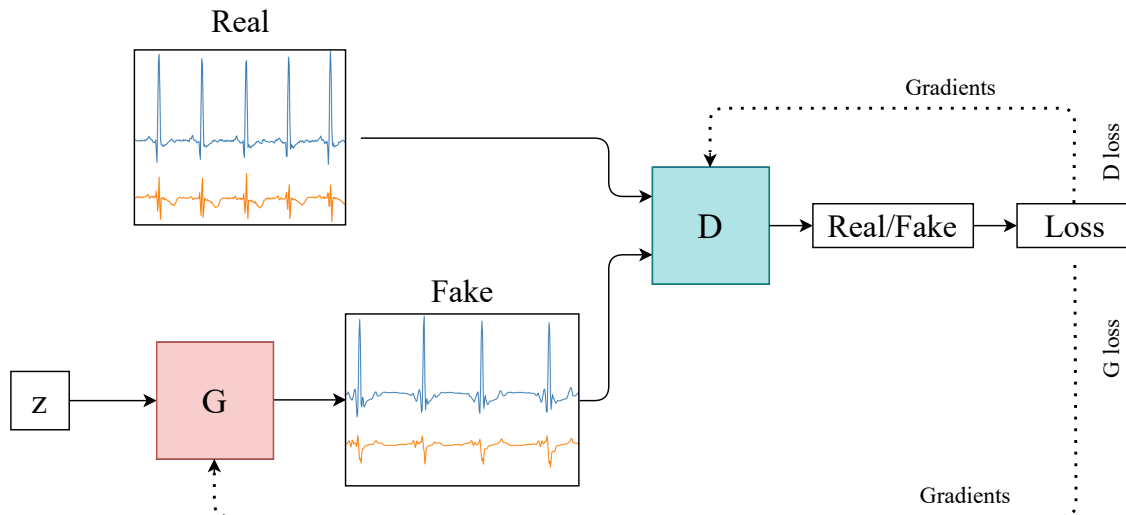 Real
Gradients
D loss
D
Real/Fake
Loss
Fake
G loss
z
G
Gradients